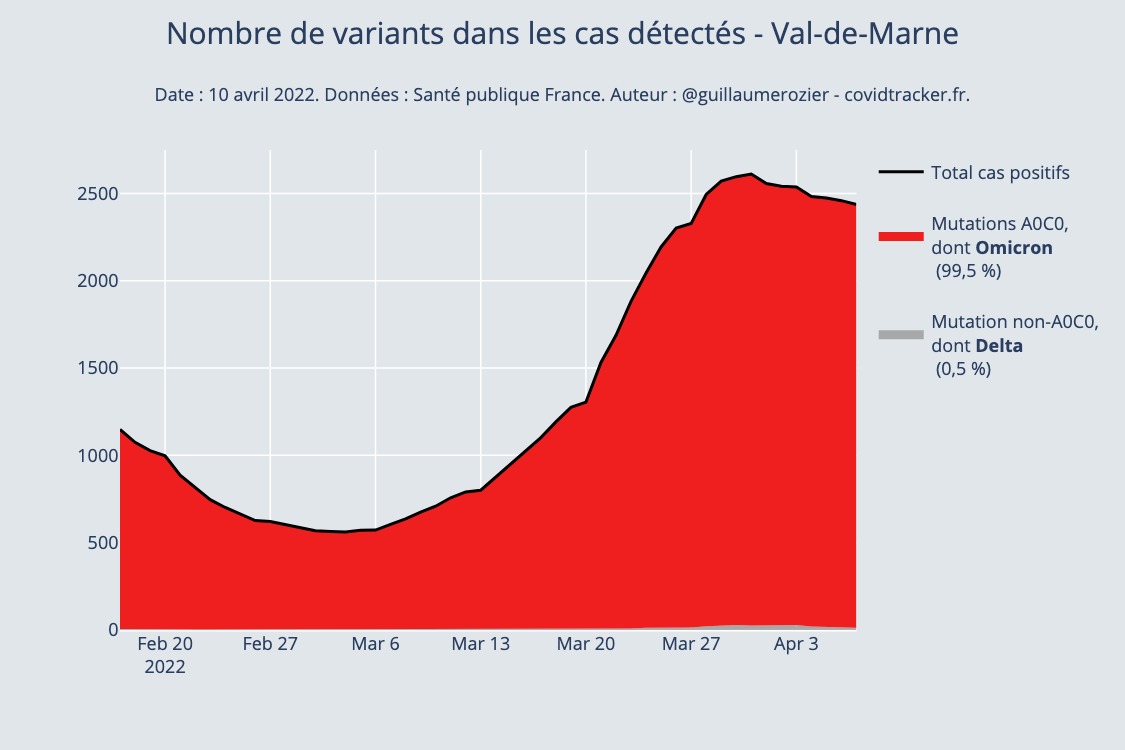 Nombre de variants dans les cas détectés - Val-de-Marne
Date : 10 avril 2022. Données : Santé publique France. Auteur : @guillaumerozier - covidtracker.fr.
2500
2000
1500
1000
500
0
Feb 20
2022
Feb 27
Mar 6
Mar 13
Mar 20
Mar 27
Apr 3
Total cas positifs
Mutations A0C0,
dont Omicron
(99,5 %)
Mutation non-A0C0,
dont Delta
(0,5 %)